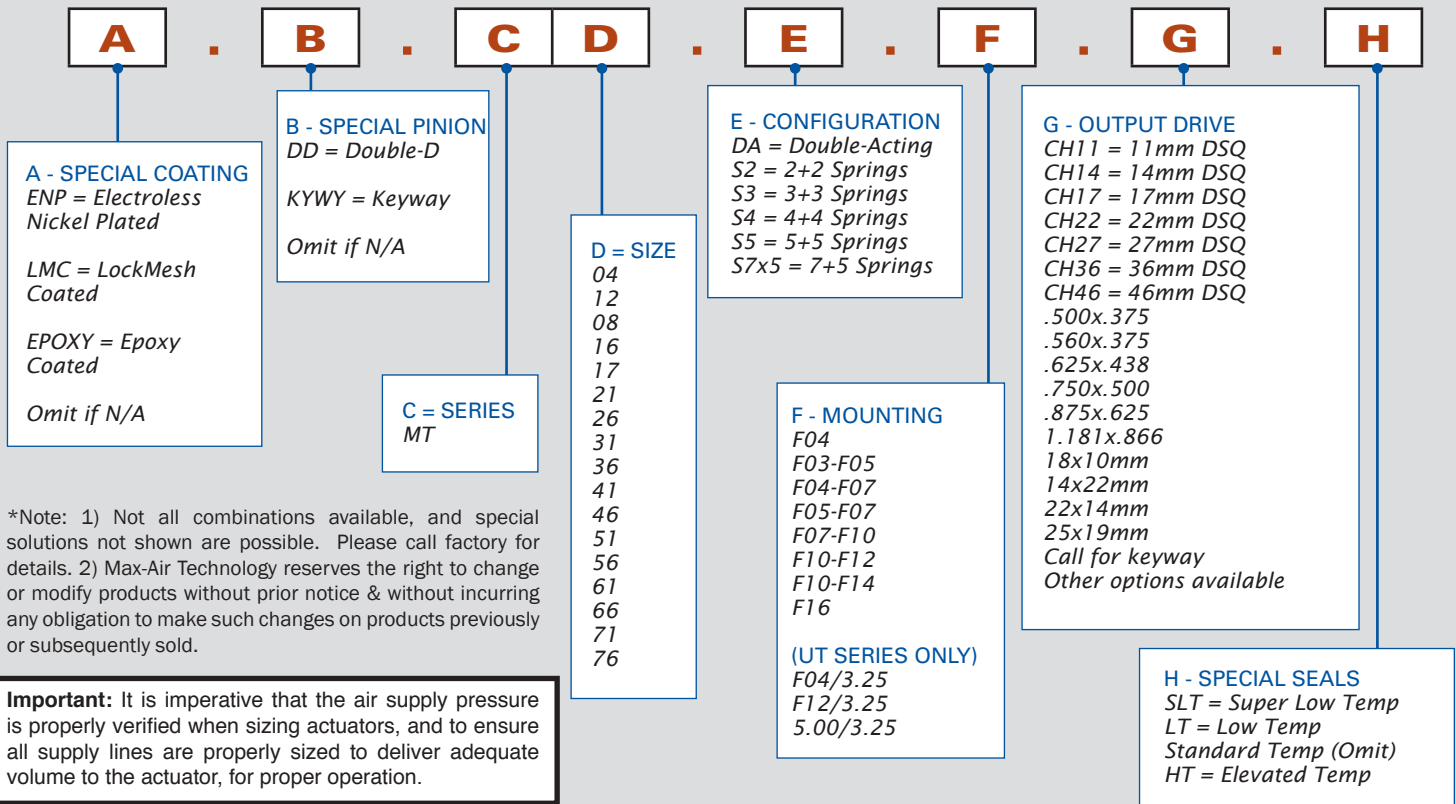 A . B . C D . E . F . G . H
A - SPECIAL COATING
ENP = Electroless
Nickel Plated
LMC = LockMesh
Coated
EPOXY = Epoxy
Coated
Omit if N/A
B - SPECIAL PINION
DD = Double-D
KYWY = Keyway
Omit if N/A
C = SERIES
MT
D = SIZE
04
12
08
16
17
21
26
31
36
41
46
51
56
61
66
71
76
E - CONFIGURATION
DA = Double-Acting
S2 = 2+2 Springs
S3 = 3+3 Springs
S4 = 4+4 Springs
S5 = 5+5 Springs
S7x5 = 7+5 Springs
F - MOUNTING
F04
F03-F05
F04-F07
F05-F07
F07-F10
F10-F12
F10-F14
F16
(UT SERIES ONLY)
F04/3.25
F12/3.25
5.00/3.25
G - OUTPUT DRIVE
CH11 = 11mm DSQ
CH14 = 14mm DSQ
CH17 = 17mm DSQ
CH22 = 22mm DSQ
CH27 = 27mm DSQ
CH36 = 36mm DSQ
CH46 = 46mm DSQ
.500x.375
.560x.375
.625x.438
.750x.500
.875x.625
1.181x.866
18x10mm
14x22mm
22x14mm
25x19mm
Call for keyway
Other options available
H - SPECIAL SEALS
SLT = Super Low Temp
LT = Low Temp
Standard Temp (Omit)
HT = Elevated Temp
*Note: 1) Not all combinations available, and special
solutions not shown are possible. Please call factory for
details. 2) Max-Air Technology reserves the right to change
or modify products without prior notice & without incurring
any obligation to make such changes on products previously
or subsequently sold.
Important: It is imperative that the air supply pressure
is properly verified when sizing actuators, and to ensure
all supply lines are properly sized to deliver adequate
volume to the actuator, for proper operation.